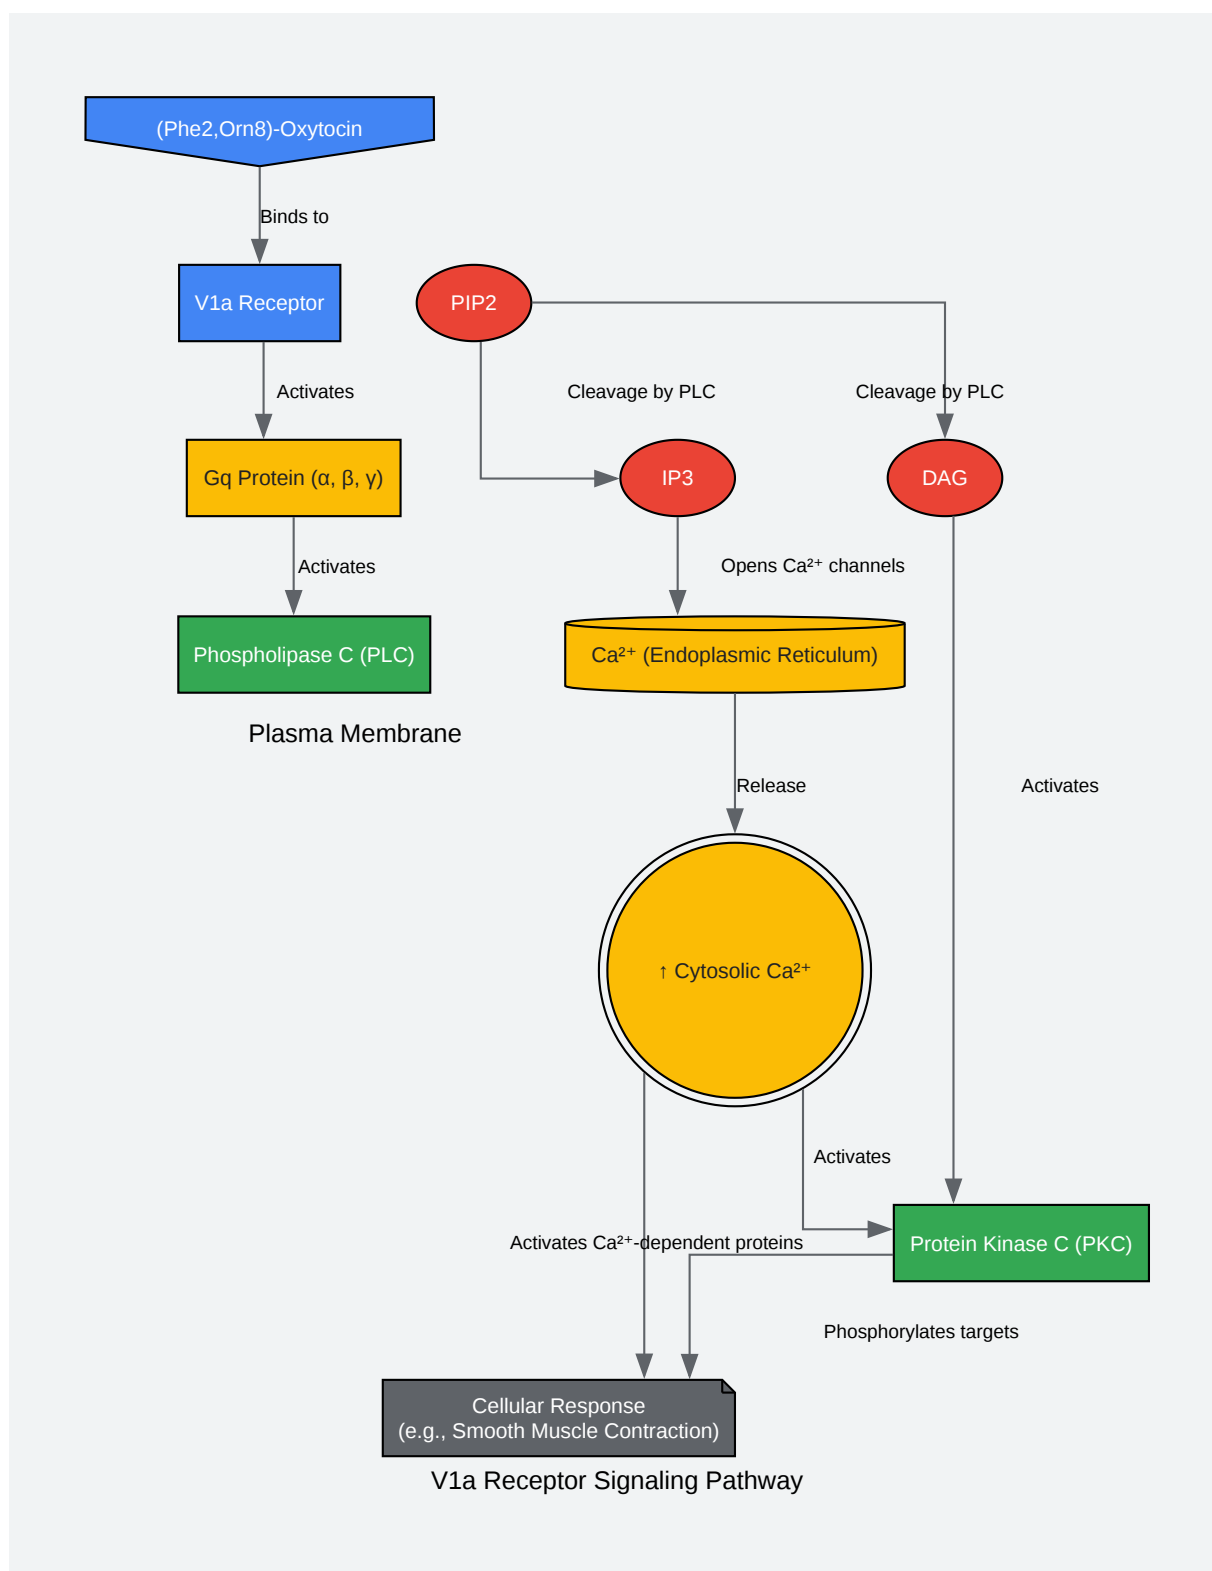 (Phe2,Orn8)-Oxytocin
Binds to
V1a Receptor
PIP2
Activates
Cleavage by PLC
Cleavage by PLC
Gq Protein (α, β, γ)
IP3
DAG
Activates
Opens Ca²⁺ channels
Phospholipase C (PLC)
Ca²⁺ (Endoplasmic Reticulum)
Plasma Membrane
Release
Activates
↑ Cytosolic Ca²⁺
Activates
Activates Ca²⁺-dependent proteins
Protein Kinase C (PKC)
Phosphorylates targets
Cellular Response
(e.g., Smooth Muscle Contraction)
V1a Receptor Signaling Pathway